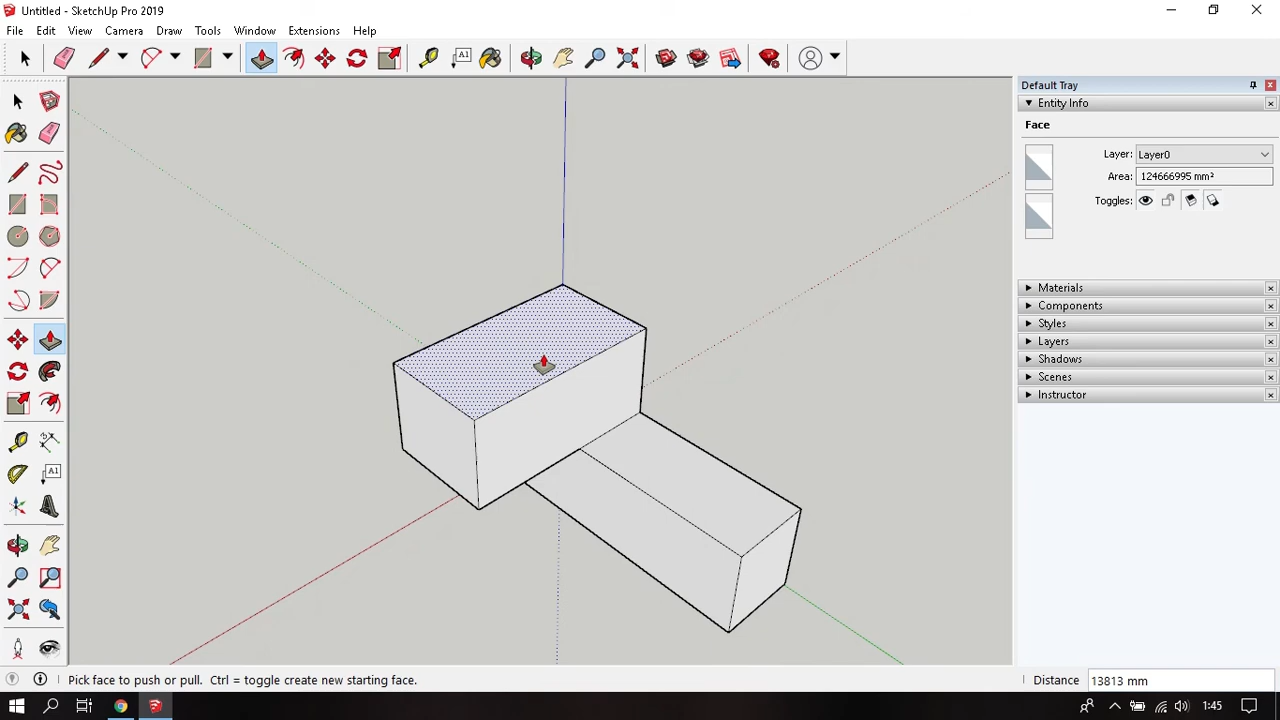 Untitled - SketchUp Pro 2019
File Edit View Camera Draw Tools Window Extensions Help
A1
Default Tray
Entity Info
Face
Layer: Layer0
Area: 124666995 mm²
Toggles:
Materials
Components
Styles
Layers
Shadows
Scenes
Instructor
A1
Pick face to push or pull. Ctrl = toggle create new starting face.
Distance 13813 mm
1:45